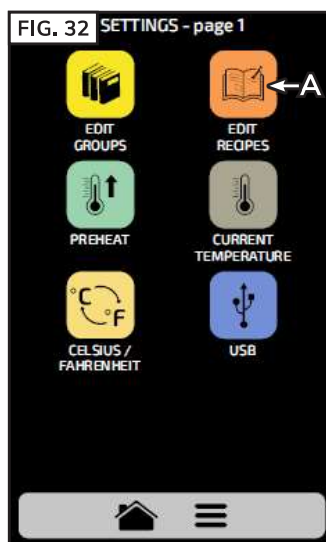 FIG. 32
SETTINGS - page 1
A
EDIT
GROUPS
EDIT
RECIPES
PREHEAT
CURRENT
TEMPERATURE
°C
°F
CELSIUS /
FAHRENHEIT
USB